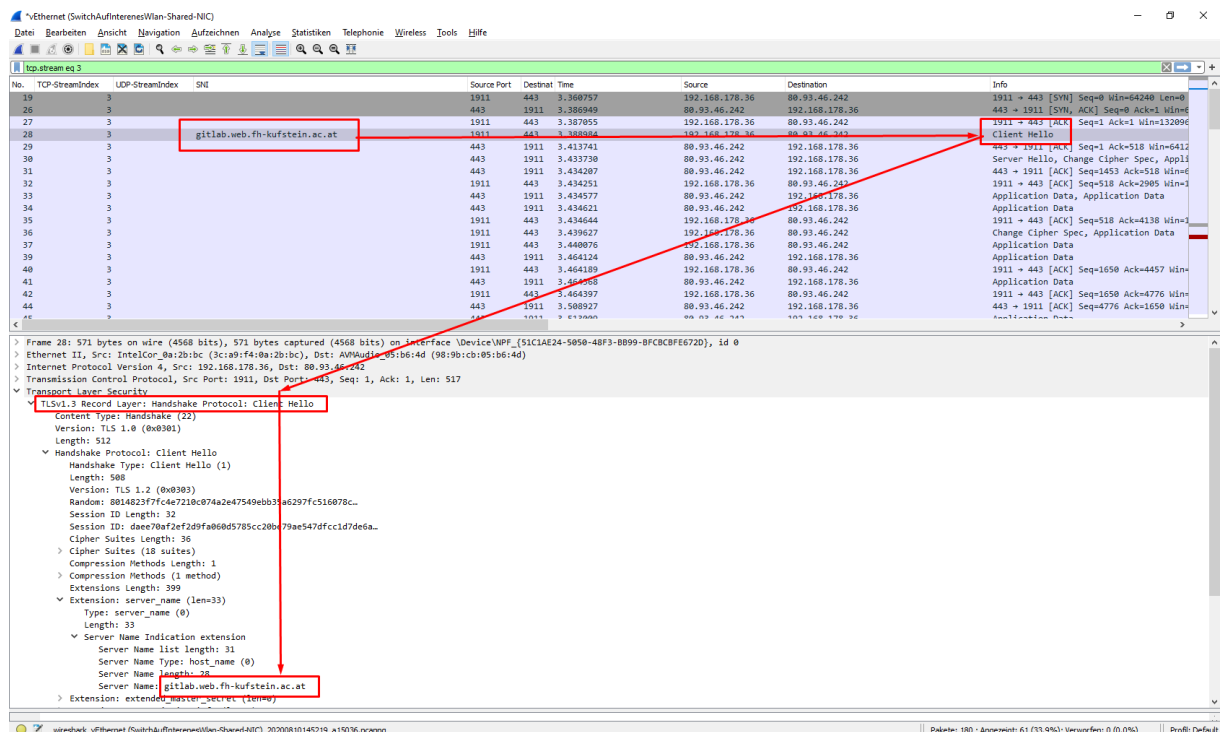 *vEthernet (SwitchAufInterenesWlan-Shared-NIC)
Datei Bearbeiten Ansicht Navigation Aufzeichnen Analyse Statistiken Telephonie Wireless Tools Hilfe
tcp.stream eq 3
No. TCP-StreamIndex UDP-StreamIndex SNI Source Port Destinat Time Source Destination Info
19 3 1911 443 3.360757 192.168.178.36 80.93.46.242 1911 → 443 [SYN] Seq=0 Win=64240 Len=0
26 3 443 1911 3.386949 80.93.46.242 192.168.178.36 443 → 1911 [SYN, ACK] Seq=0 Ack=1 Win=6
27 3 1911 443 3.387055 192.168.178.36 80.93.46.242 1911 → 443 [ACK] Seq=1 Ack=1 Win=132096
28 3 gitlab.web.fh-kufstein.ac.at 1911 443 3.388984 192.168.178.36 80.93.46.242 Client Hello
29 3 443 1911 3.413741 80.93.46.242 192.168.178.36 443 → 1911 [ACK] Seq=1 Ack=518 Win=6412
30 3 443 1911 3.433730 80.93.46.242 192.168.178.36 Server Hello, Change Cipher Spec, Appli
31 3 443 1911 3.434207 80.93.46.242 192.168.178.36 443 → 1911 [ACK] Seq=1453 Ack=518 Win=6
32 3 1911 443 3.434251 192.168.178.36 80.93.46.242 1911 → 443 [ACK] Seq=518 Ack=2905 Win=1
33 3 443 1911 3.434577 80.93.46.242 192.168.178.36 Application Data, Application Data
34 3 443 1911 3.434621 80.93.46.242 192.168.178.36 Application Data
35 3 1911 443 3.434644 192.168.178.36 80.93.46.242 1911 → 443 [ACK] Seq=518 Ack=4138 Win=1
36 3 1911 443 3.439627 192.168.178.36 80.93.46.242 Change Cipher Spec, Application Data
37 3 1911 443 3.440076 192.168.178.36 80.93.46.242 Application Data
39 3 443 1911 3.464124 80.93.46.242 192.168.178.36 Application Data
40 3 1911 443 3.464189 192.168.178.36 80.93.46.242 1911 → 443 [ACK] Seq=1650 Ack=4457 Win=
41 3 443 1911 3.464368 80.93.46.242 192.168.178.36 Application Data
42 3 1911 443 3.464397 192.168.178.36 80.93.46.242 1911 → 443 [ACK] Seq=1650 Ack=4776 Win=
44 3 443 1911 3.508927 80.93.46.242 192.168.178.36 443 → 1911 [ACK] Seq=4776 Ack=1650 Win=
Frame 28: 571 bytes on wire (4568 bits), 571 bytes captured (4568 bits) on interface \Device\NPF_{51C1AE24-5050-48F3-BB99-BFCBCBFE672D}, id 0
Ethernet II, Src: IntelCor_0a:2b:bc (3c:a9:f4:0a:2b:bc), Dst: AVMAudio_05:b6:4d (98:9b:cb:05:b6:4d)
Internet Protocol Version 4, Src: 192.168.178.36, Dst: 80.93.46.242
Transmission Control Protocol, Src Port: 1911, Dst Port: 443, Seq: 1, Ack: 1, Len: 517
Transport Layer Security
TLSv1.3 Record Layer: Handshake Protocol: Client Hello
Content Type: Handshake (22)
Version: TLS 1.0 (0x0301)
Length: 512
Handshake Protocol: Client Hello
Handshake Type: Client Hello (1)
Length: 508
Version: TLS 1.2 (0x0303)
Random: 8014823f7fc4e7210c074a2e47549ebb35a6297fc516078c…
Session ID Length: 32
Session ID: daee70af2ef2d9fa060d5785cc20be79ae547dfcc1d7de6a…
Cipher Suites Length: 36
Cipher Suites (18 suites)
Compression Methods Length: 1
Compression Methods (1 method)
Extensions Length: 399
Extension: server_name (len=33)
Type: server_name (0)
Length: 33
Server Name Indication extension
Server Name list length: 31
Server Name Type: host_name (0)
Server Name length: 28
Server Name: gitlab.web.fh-kufstein.ac.at
Extension: extended_master_secret (len=0)
wireshark_vEthernet (SwitchAufInterenesWlan-Shared-NIC)_20200810145219_a15036.pcapng Pakete: 180 · Angezeigt: 61 (33.9%) · Verworfen: 0 (0.0%) Profil: Default